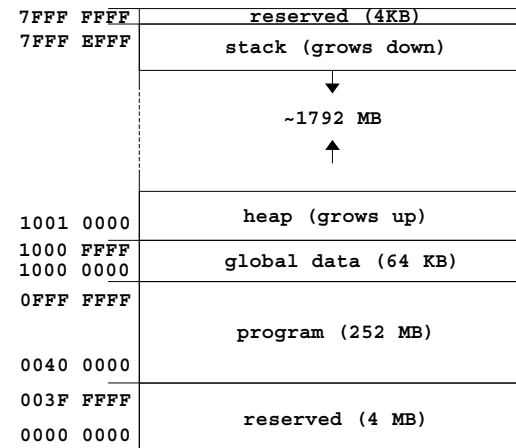 7FFF FFFF reserved (4KB)
7FFF EFFF stack (grows down)
~1792 MB
1001 0000 heap (grows up)
1000 FFFF
1000 0000 global data (64 KB)
0FFF FFFF
program (252 MB)
0040 0000
003F FFFF
reserved (4 MB)
0000 0000